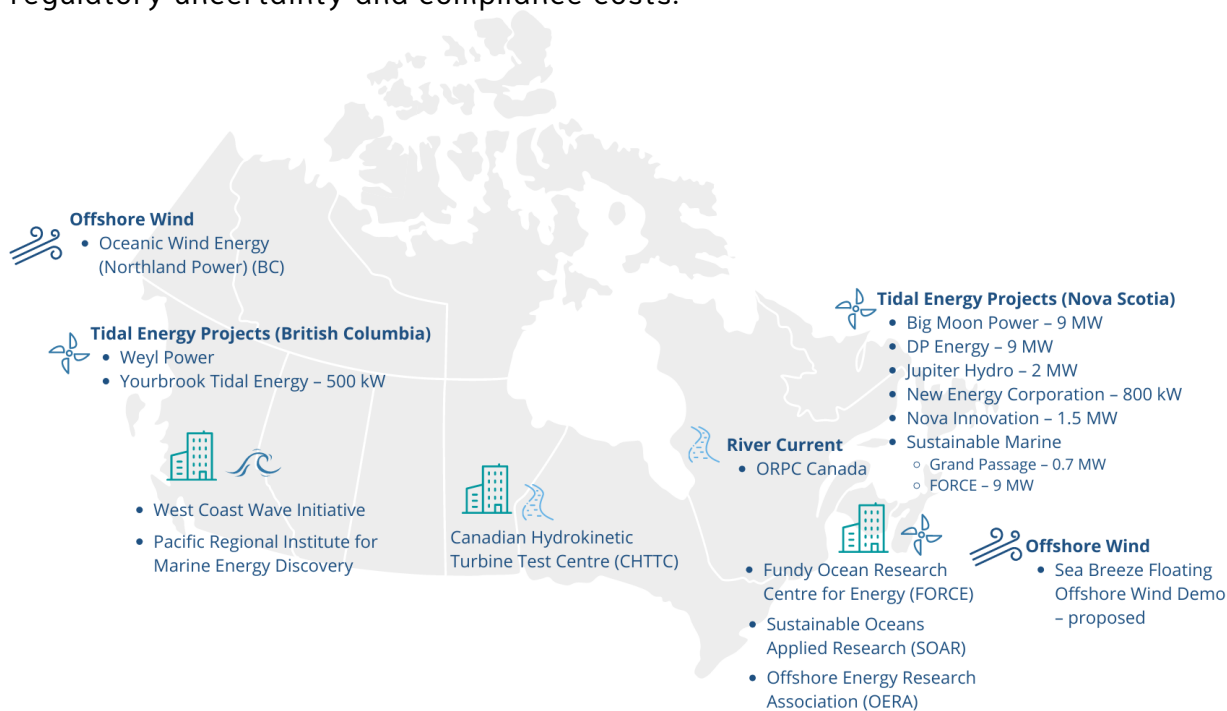 regulatory uncertainty and compliance costs.
Offshore Wind
• Oceanic Wind Energy
(Northland Power) (BC)
Tidal Energy Projects (British Columbia)
• Weyl Power
• Yourbrook Tidal Energy – 500 kW
• West Coast Wave Initiative
• Pacific Regional Institute for
Marine Energy Discovery
Canadian Hydrokinetic
Turbine Test Centre (CHTTC)
River Current
• ORPC Canada
Tidal Energy Projects (Nova Scotia)
• Big Moon Power – 9 MW
• DP Energy – 9 MW
• Jupiter Hydro – 2 MW
• New Energy Corporation – 800 kW
• Nova Innovation – 1.5 MW
• Sustainable Marine
○ Grand Passage – 0.7 MW
○ FORCE – 9 MW
• Fundy Ocean Research
Centre for Energy (FORCE)
• Sustainable Oceans
Applied Research (SOAR)
• Offshore Energy Research
Association (OERA)
Offshore Wind
• Sea Breeze Floating
Offshore Wind Demo
– proposed